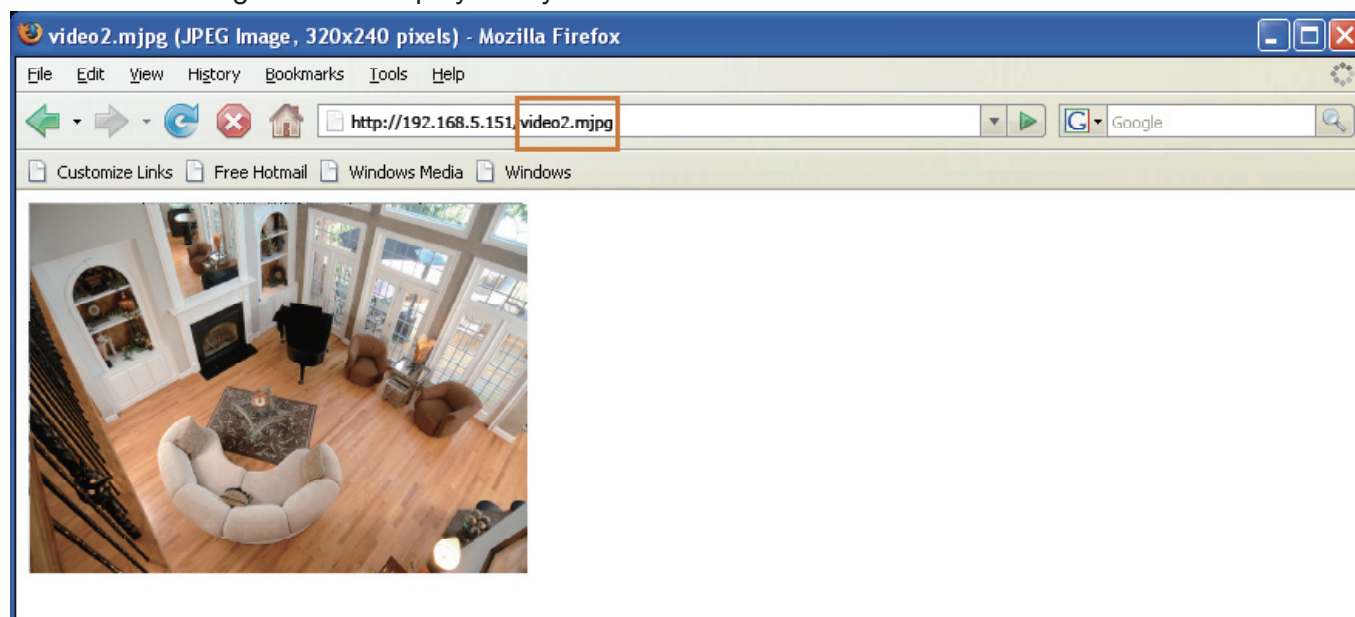 video2.mjpg (JPEG Image, 320x240 pixels) - Mozilla Firefox
File Edit View History Bookmarks Tools Help
http://192.168.5.151/video2.mjpg G Google
Customize Links Free Hotmail Windows Media Windows